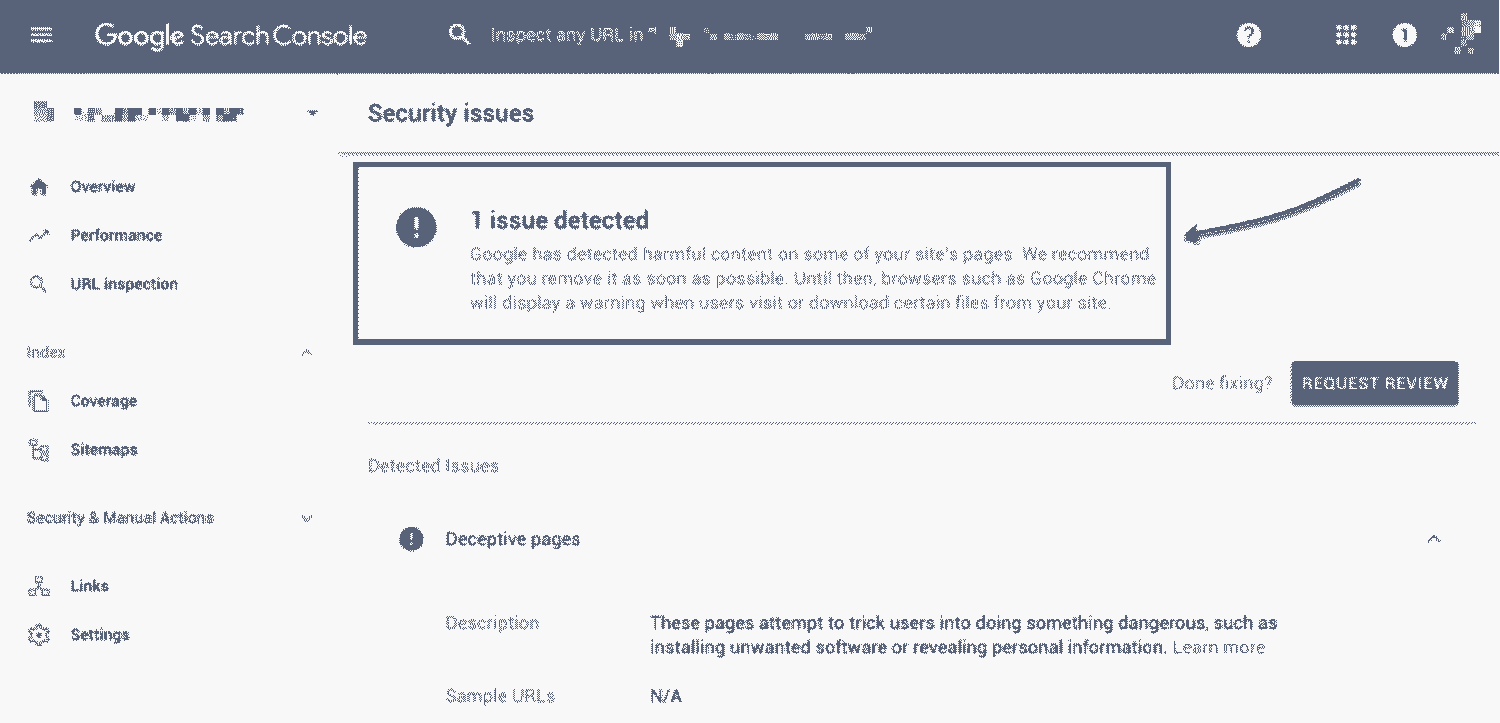 Google Search Console
Inspect any URL in "
1
Security issues
Overview
Performance
URL inspection
Index
Coverage
Sitemaps
Security & Manual Actions
Links
Settings
1 issue detected
Google has detected harmful content on some of your site's pages. We recommend
that you remove it as soon as possible. Until then, browsers such as Google Chrome
will display a warning when users visit or download certain files from your site.
Done fixing? REQUEST REVIEW
Detected Issues
Deceptive pages
Description
These pages attempt to trick users into doing something dangerous, such as
installing unwanted software or revealing personal information. Learn more
Sample URLs
N/A